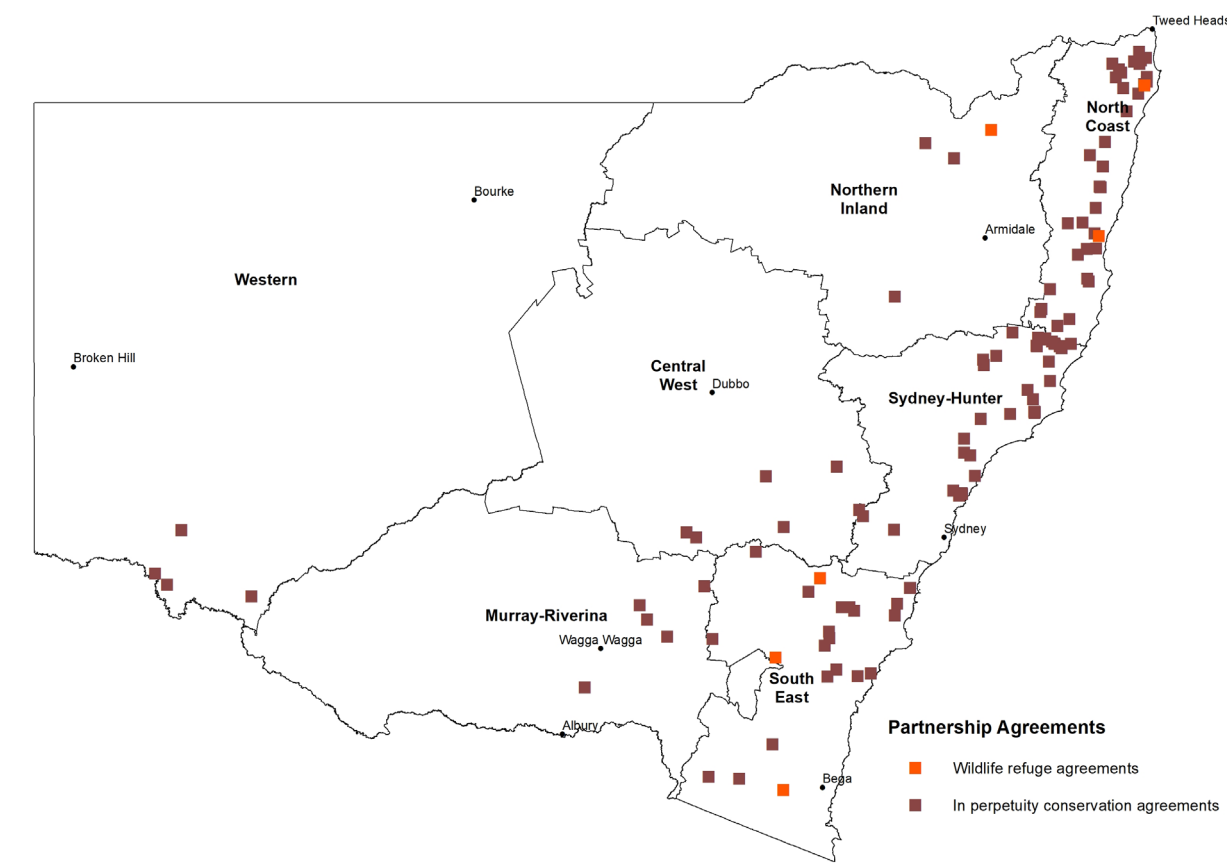 Tweed Heads
North
Coast
Bourke
Northern
Inland
Armidale
Western
Broken Hill
Central
West
Dubbo
Sydney-Hunter
Sydney
Murray-Riverina
Wagga Wagga
South
East
Albury
Bega
Partnership Agreements
Wildlife refuge agreements
In perpetuity conservation agreements